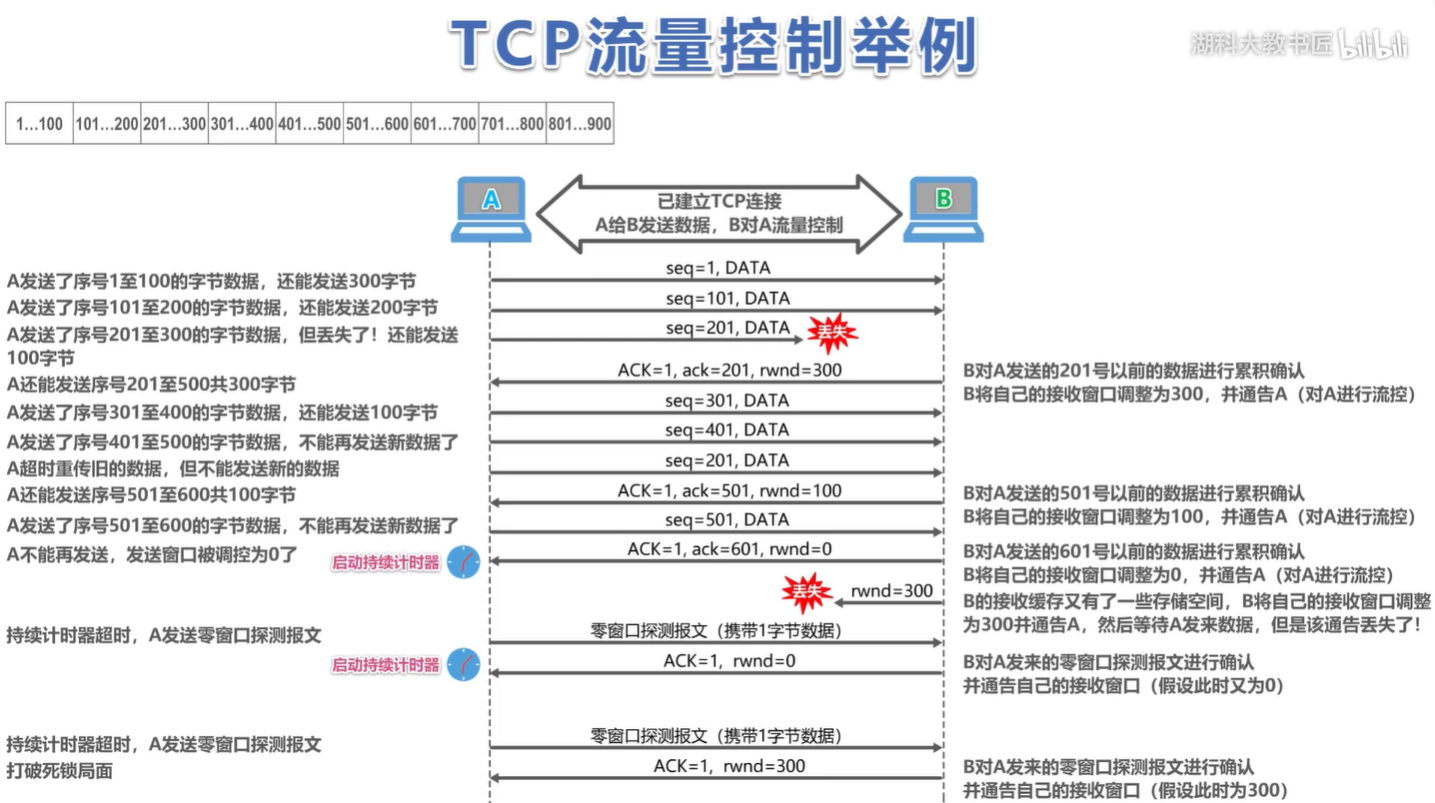 TCP流量控制举例
湖科大教书匠 bilibili
1…100 101…200 201…300 301…400 401…500 501…600 601…700 701…800 801…900
A
B
已建立TCP连接
A给B发送数据，B对A流量控制
A发送了序号1至100的字节数据，还能发送300字节
seq=1, DATA
A发送了序号101至200的字节数据，还能发送200字节
seq=101, DATA
A发送了序号201至300的字节数据，但丢失了！还能发送
100字节
seq=201, DATA
丢失
ACK=1, ack=201, rwnd=300
B对A发送的201号以前的数据进行累积确认
B将自己的接收窗口调整为300，并通告A（对A进行流控）
A还能发送序号201至500共300字节
A发送了序号301至400的字节数据，还能发送100字节
seq=301, DATA
A发送了序号401至500的字节数据，不能再发送新数据了
seq=401, DATA
A超时重传旧的数据，但不能发送新的数据
seq=201, DATA
A还能发送序号501至600共100字节
ACK=1, ack=501, rwnd=100
B对A发送的501号以前的数据进行累积确认
B将自己的接收窗口调整为100，并通告A（对A进行流控）
A发送了序号501至600的字节数据，不能再发送新数据了
seq=501, DATA
A不能再发送，发送窗口被调控为0了
启动持续计时器
ACK=1, ack=601, rwnd=0
B对A发送的601号以前的数据进行累积确认
B将自己的接收窗口调整为0，并通告A（对A进行流控）
丢失
rwnd=300
B的接收缓存又有了一些存储空间，B将自己的接收窗口调整
为300并通告A，然后等待A发来数据，但是该通告丢失了！
持续计时器超时，A发送零窗口探测报文
零窗口探测报文（携带1字节数据）
启动持续计时器
ACK=1, rwnd=0
B对A发来的零窗口探测报文进行确认
并通告自己的接收窗口（假设此时又为0）
持续计时器超时，A发送零窗口探测报文
打破死锁局面
零窗口探测报文（携带1字节数据）
ACK=1, rwnd=300
B对A发来的零窗口探测报文进行确认
并通告自己的接收窗口（假设此时为300）